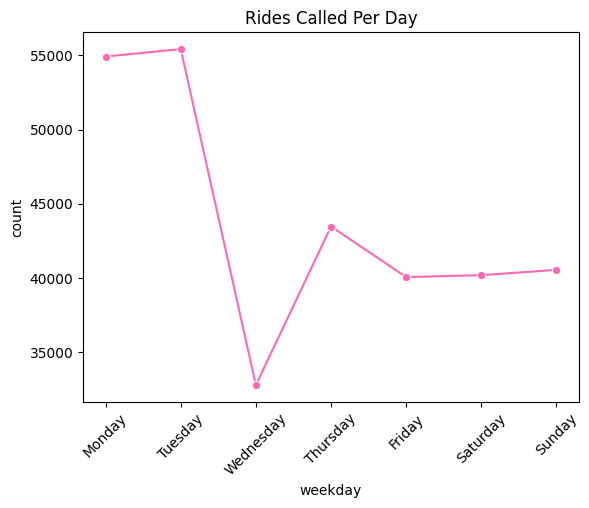 Rides Called Per Day
55000
50000
45000
40000
35000
count
Monday
Tuesday
Wednesday
Thursday
Friday
Saturday
Sunday
weekday